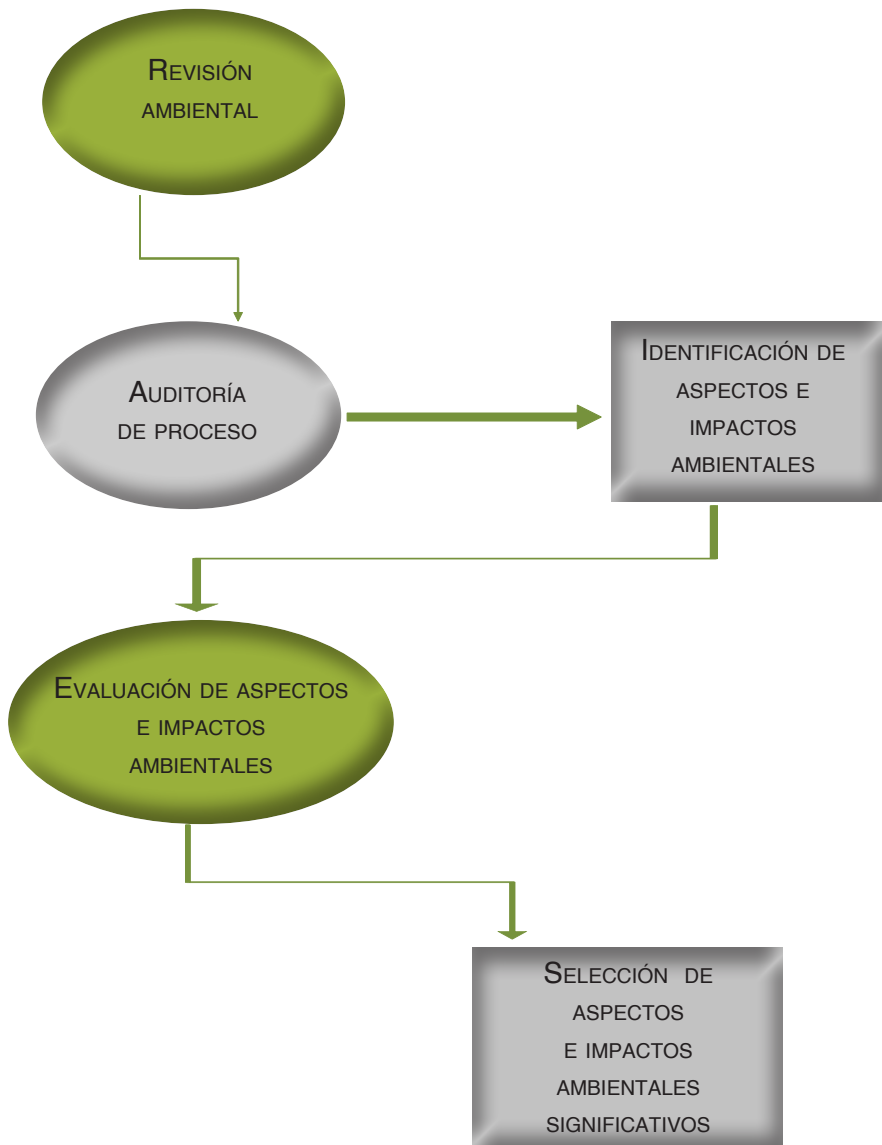 REVISIÓN
AMBIENTAL
AUDITORÍA
DE PROCESO
IDENTIFICACIÓN DE
ASPECTOS E
IMPACTOS
AMBIENTALES
EVALUACIÓN DE ASPECTOS
E IMPACTOS
AMBIENTALES
SELECCIÓN DE
ASPECTOS
E IMPACTOS
AMBIENTALES
SIGNIFICATIVOS